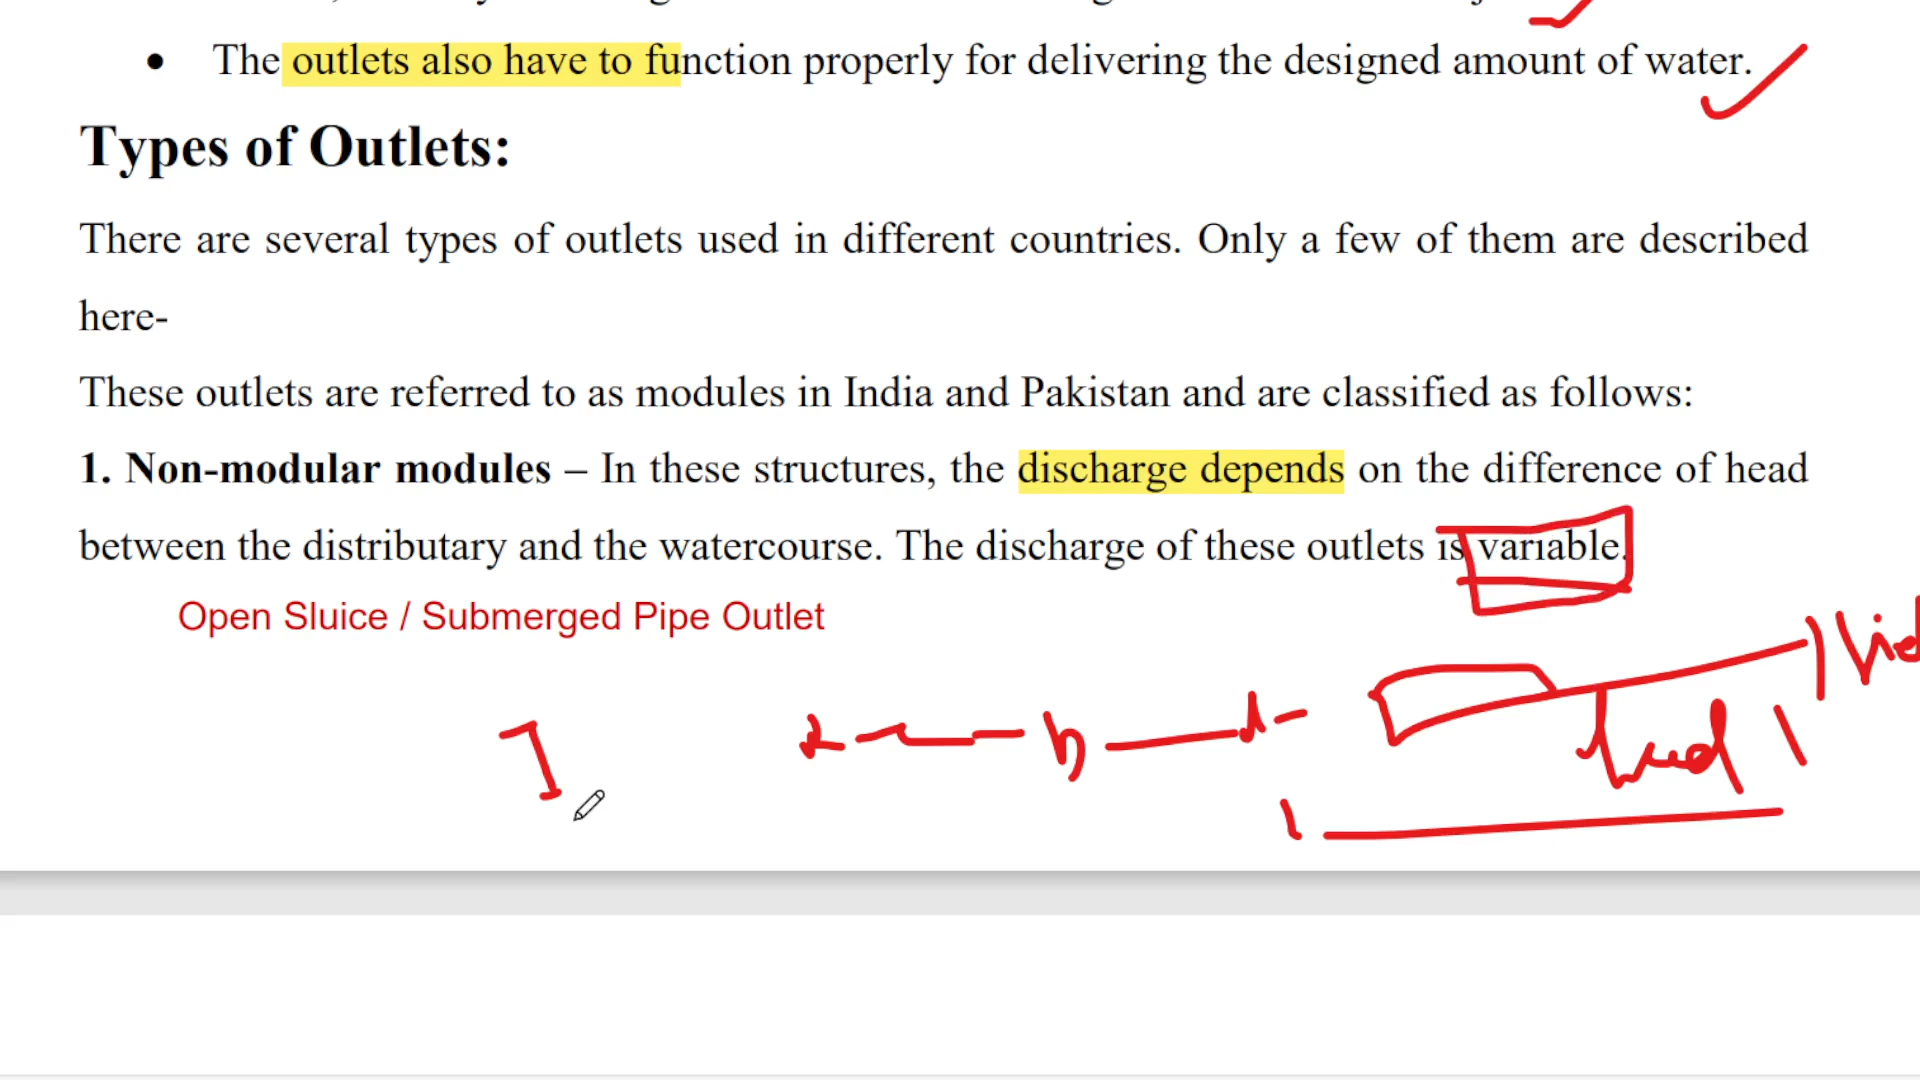 The outlets also have to function properly for delivering the designed amount of water.
Types of Outlets:
There are several types of outlets used in different countries. Only a few of them are described
here-
These outlets are referred to as modules in India and Pakistan and are classified as follows:
1. Non-modular modules – In these structures, the discharge depends on the difference of head
between the distributary and the watercourse. The discharge of these outlets is variable.
Open Sluice / Submerged Pipe Outlet
head